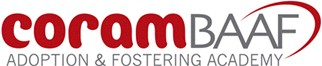 coramBAAF
ADOPTION & FOSTERING ACADEMY